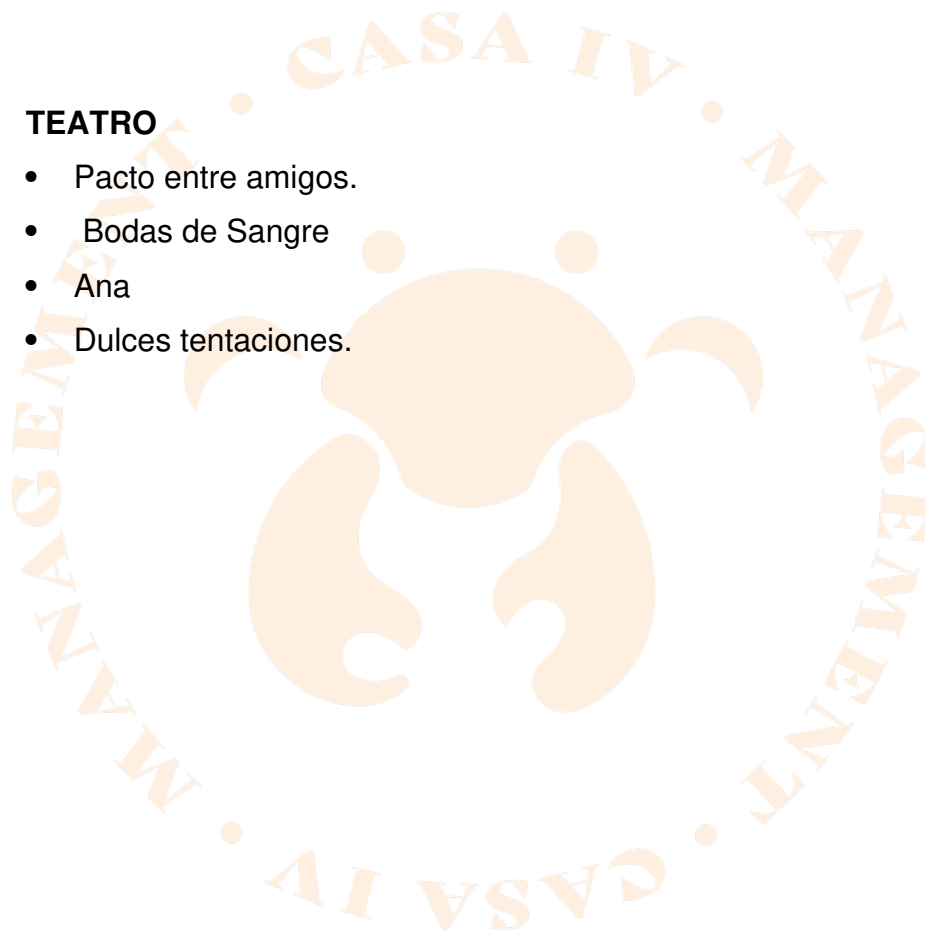 TEATRO
• Pacto entre amigos.
• Bodas de Sangre
• Ana
• Dulces tentaciones.
CASA IV • MANAGEMENT • CASA IV • MANAGEMENT •